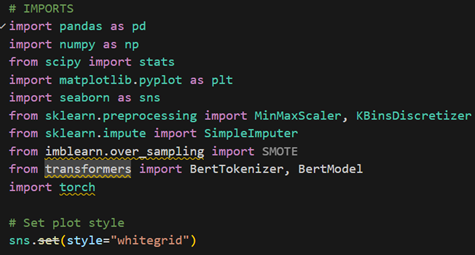 # IMPORTS
import pandas as pd
import numpy as np
from scipy import stats
import matplotlib.pyplot as plt
import seaborn as sns
from sklearn.preprocessing import MinMaxScaler, KBinsDiscretizer
from sklearn.impute import SimpleImputer
from imblearn.over_sampling import SMOTE
from transformers import BertTokenizer, BertModel
import torch
# Set plot style
sns.set(style="whitegrid")